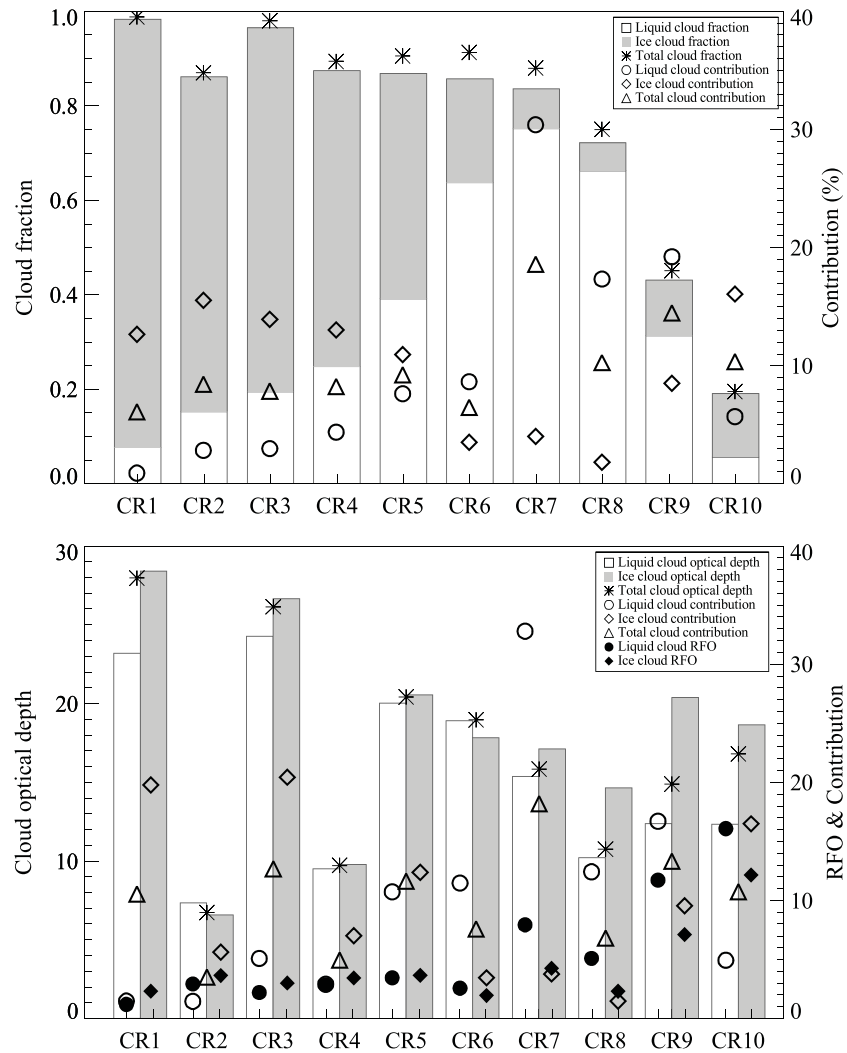 1.0
0.8
0.6
0.4
0.2
0.0
Cloud fraction
40
30
20
10
0
Contribution (%)
Liquid cloud fraction
Ice cloud fraction
Total cloud fraction
Liqud cloud contribution
Ice cloud contribution
Total cloud contribution
CR1 CR2 CR3 CR4 CR5 CR6 CR7 CR8 CR9 CR10
30
20
10
0
Cloud optical depth
40
30
20
10
0
RFO & Contribution
Liquid cloud optical depth
Ice cloud optical depth
Total cloud optical depth
Liquid cloud contribution
Ice cloud contribution
Total cloud contribution
Liquid cloud RFO
Ice cloud RFO
CR1 CR2 CR3 CR4 CR5 CR6 CR7 CR8 CR9 CR10